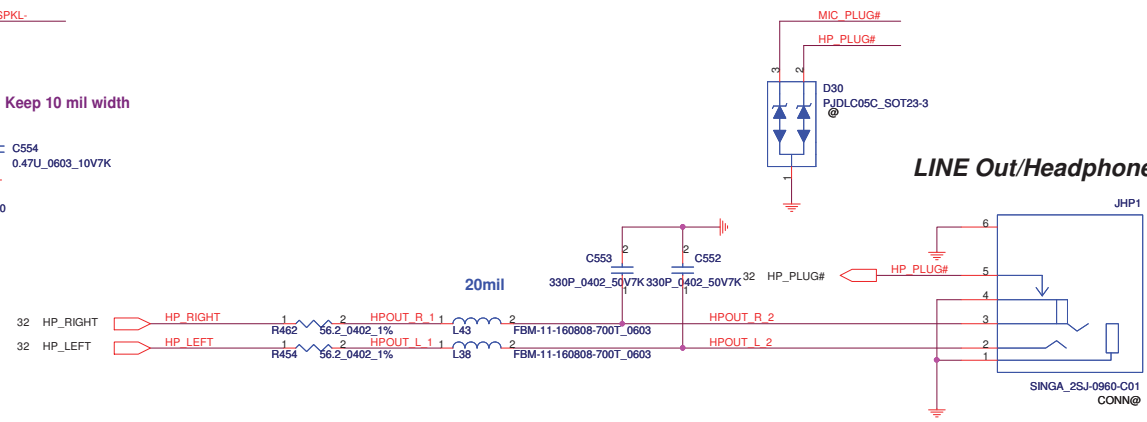 SPKL-
MIC_PLUG#
HP_PLUG#
3
2
D30
PJDLC05C_SOT23-3
@
1
Keep 10 mil width
C554
0.47U_0603_10V7K
0
LINE Out/Headphone
JHP1
6
2
2
C553
C552
330P_0402_50V7K
330P_0402_50V7K
1
1
32 HP_PLUG#
HP_PLUG#
5
20mil
4
32 HP_RIGHT
HP_RIGHT
1
2
R462
56.2_0402_1%
HPOUT_R_1
1
2
L43
FBM-11-160808-700T_0603
HPOUT_R_2
3
32 HP_LEFT
HP_LEFT
1
2
R454
56.2_0402_1%
HPOUT_L_1
1
2
L38
FBM-11-160808-700T_0603
HPOUT_L_2
2
1
SINGA_2SJ-0960-C01
CONN@